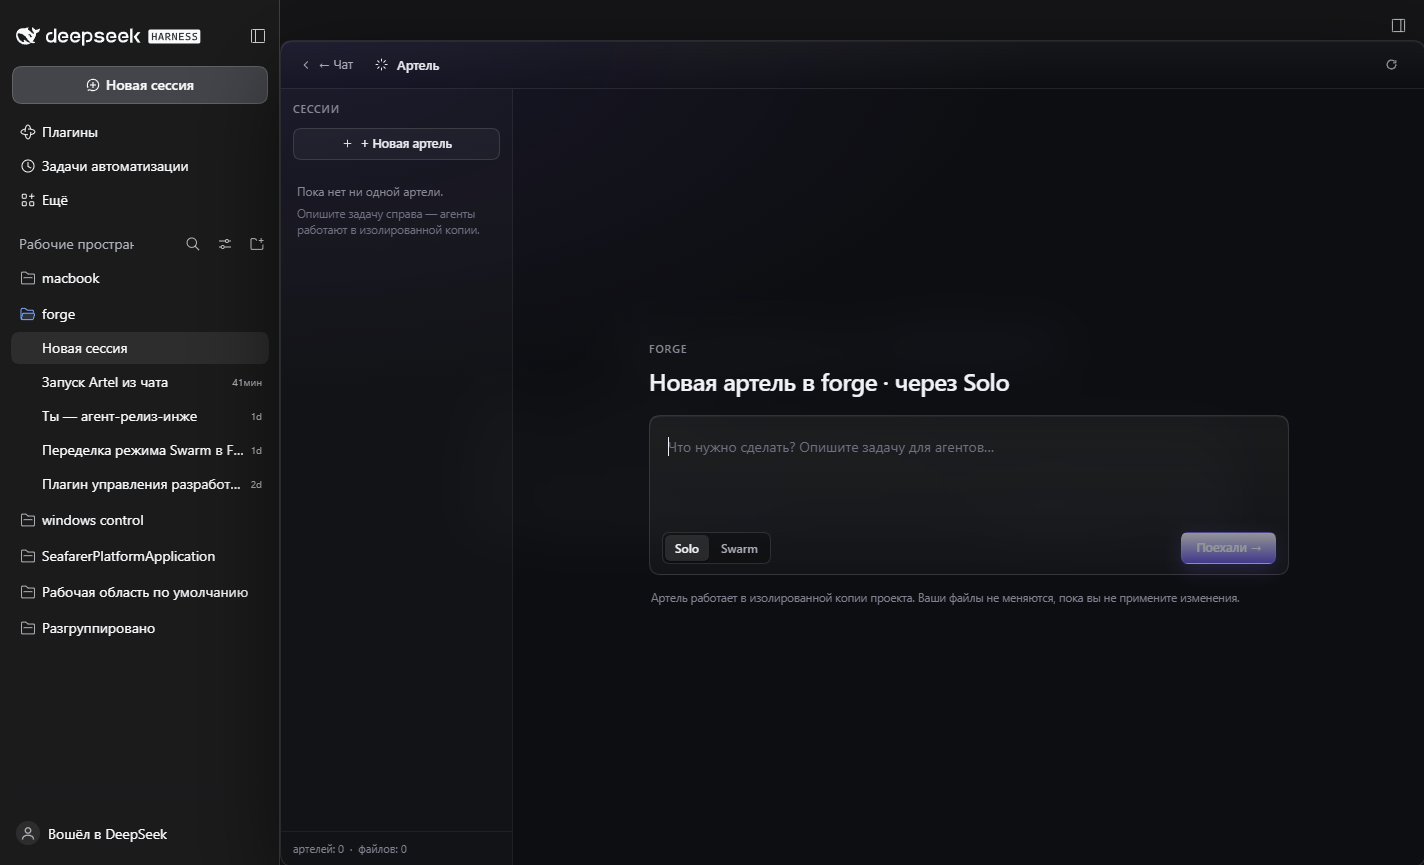 deepseek HARNESS
Новая сессия
Плагины
Задачи автоматизации
Ещё
Рабочие простран
macbook
forge
Новая сессия
Запуск Artel из чата 41мин
Ты — агент-релиз-инже 1d
Переделка режима Swarm в F... 1d
Плагин управления разработ... 2d
windows control
SeafarerPlatformApplication
Рабочая область по умолчанию
Разгруппировано
Вошёл в DeepSeek
← Чат
Артель
СЕССИИ
+ + Новая артель
Пока нет ни одной артели.
Опишите задачу справа — агенты
работают в изолированной копии.
артелей: 0 · файлов: 0
FORGE
Новая артель в forge · через Solo
Что нужно сделать? Опишите задачу для агентов...
Solo
Swarm
Поехали →
Артель работает в изолированной копии проекта. Ваши файлы не меняются, пока вы не примените изменения.